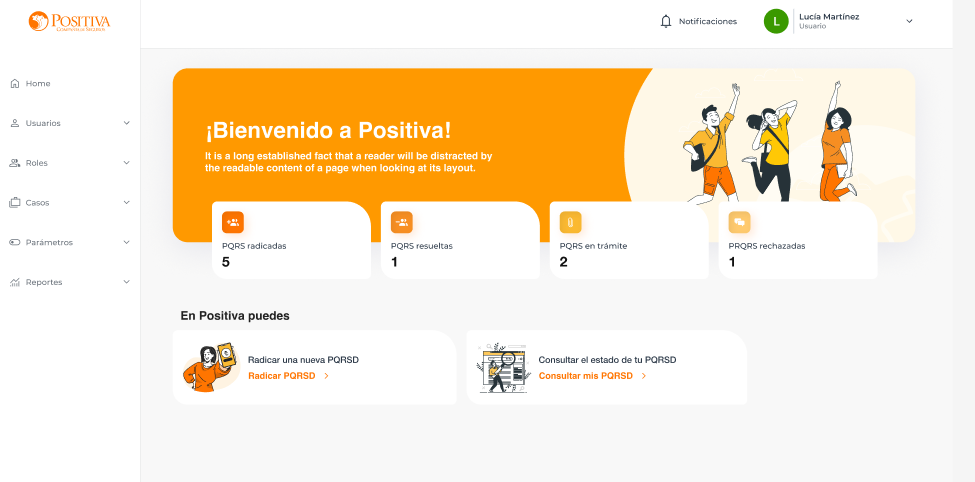 POSITIVA
COMPAÑÍA DE SEGUROS
Notificaciones
L
Lucía Martínez
Usuario
Home
Usuarios
Roles
Casos
Parámetros
Reportes
¡Bienvenido a Positiva!
It is a long established fact that a reader will be distracted by
the readable content of a page when looking at its layout.
PQRS radicadas
5
PQRS resueltas
1
PQRS en trámite
2
PRQRS rechazadas
1
En Positiva puedes
Radicar una nueva PQRSD
Radicar PQRSD
Consultar el estado de tu PQRSD
Consultar mis PQRSD